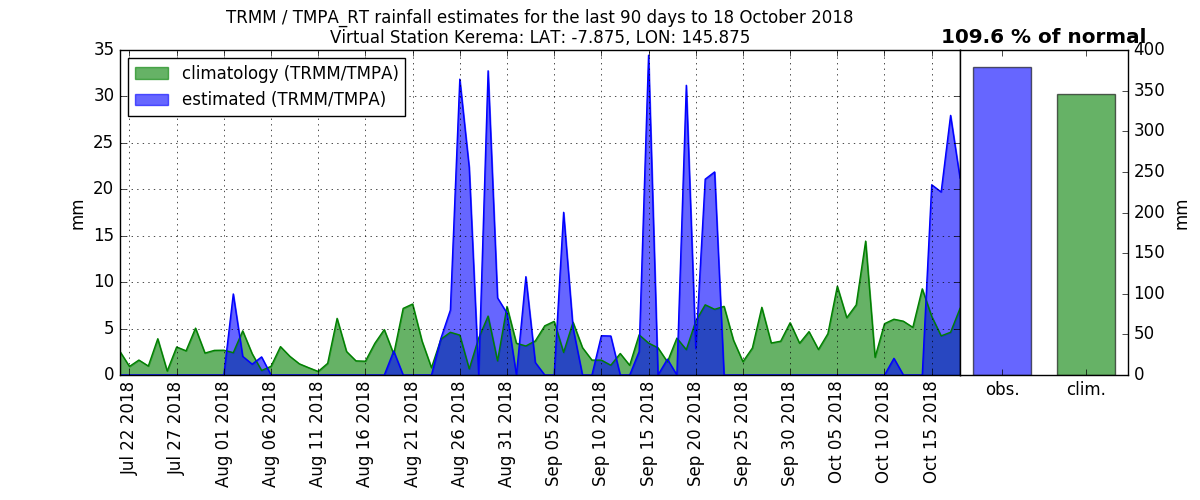 TRMM / TMPA_RT rainfall estimates for the last 90 days to 18 October 2018
Virtual Station Kerema: LAT: -7.875, LON: 145.875
109.6 % of normal
climatology (TRMM/TMPA)
estimated (TRMM/TMPA)
35
30
25
20
15
10
5
0
mm
Jul 22 2018
Jul 27 2018
Aug 01 2018
Aug 06 2018
Aug 11 2018
Aug 16 2018
Aug 21 2018
Aug 26 2018
Aug 31 2018
Sep 05 2018
Sep 10 2018
Sep 15 2018
Sep 20 2018
Sep 25 2018
Sep 30 2018
Oct 05 2018
Oct 10 2018
Oct 15 2018
obs.
clim.
400
350
300
250
200
150
100
50
0
mm